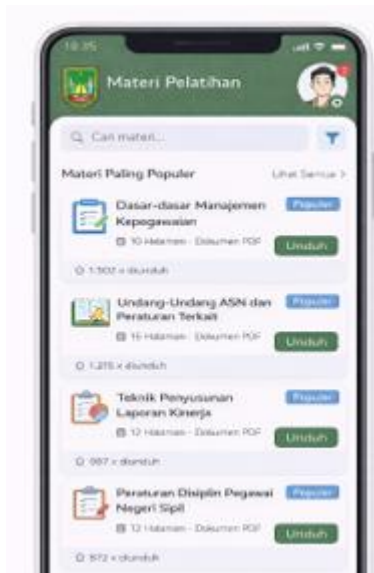 18:35
Materi Pelatihan
Cari materi...
Materi Paling Populer
Lihat Semua >
Dasar-dasar Manajemen
Kepegawaian
Populer
10 Halaman - Dokumen PDF
Unduh
1.502 x diunduh
Undang-Undang ASN dan
Peraturan Terkait
Populer
15 Halaman - Dokumen PDF
Unduh
1.215 x diunduh
Teknik Penyusunan
Laporan Kinerja
Populer
12 Halaman - Dokumen PDF
Unduh
987 x diunduh
Peraturan Disiplin Pegawai
Negeri Sipil
Populer
12 Halaman - Dokumen PDF
Unduh
872 x diunduh